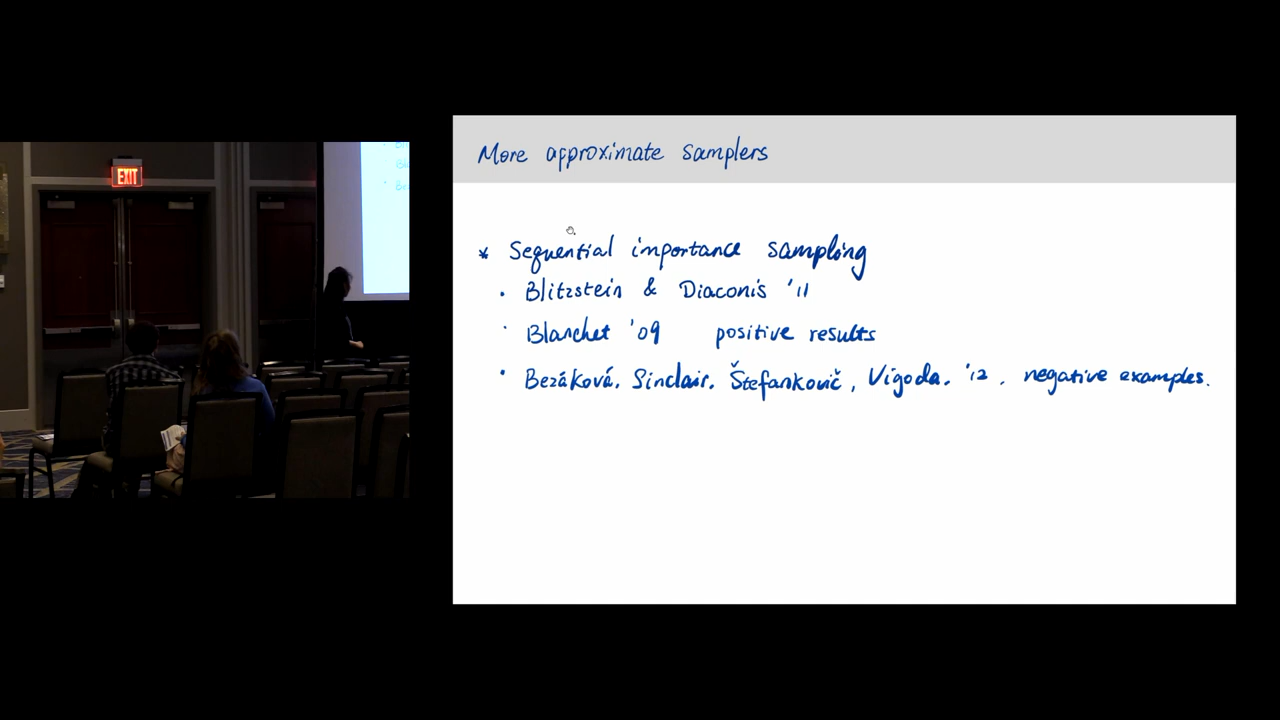 EXIT
More approximate samplers
* Sequential importance sampling
· Blitzstein & Diaconis '11
· Blanchet '09 positive results
· Bezáková, Sinclair, Štefankovič, Vigoda, '12, negative examples.